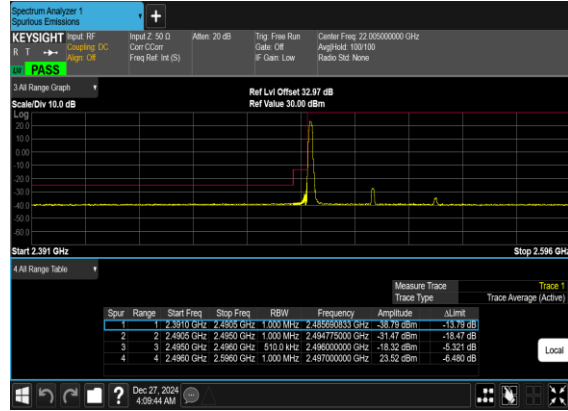 Spectrum Analyzer 1
Spurious Emissions
KEYSIGHT Input: RF Input Z: 50 Ω Atten: 20 dB Trig: Free Run Center Freq: 22.005000000 GHz
R T Coupling: DC Corr CCorr Gate: Off Avg|Hold: 100/100
Align: Off Freq Ref: Int (S) IF Gain: Low Radio Std: None
PASS
3 All Range Graph
Ref Lvl Offset 32.97 dB
Scale/Div 10.0 dB Ref Value 30.00 dBm
Log
20.0
10.0
0.00
-10.0
-20.0
-30.0
-40.0
-50.0
-60.0
Start 2.391 GHz Stop 2.596 GHz
4 All Range Table
Measure Trace Trace 1
Trace Type Trace Average (Active)
Spur Range Start Freq Stop Freq RBW Frequency Amplitude ΔLimit
1 1 2.3910 GHz 2.4905 GHz 1.000 MHz 2.485690833 GHz -38.79 dBm -13.79 dB
2 2 2.4905 GHz 2.4950 GHz 1.000 MHz 2.494775000 GHz -31.47 dBm -18.47 dB
3 3 2.4950 GHz 2.4960 GHz 510.0 kHz 2.496000000 GHz -18.32 dBm -5.321 dB
4 4 2.4960 GHz 2.5960 GHz 1.000 MHz 2.497000000 GHz 23.52 dBm -6.480 dB
Local
Dec 27, 2024
4:09:44 AM